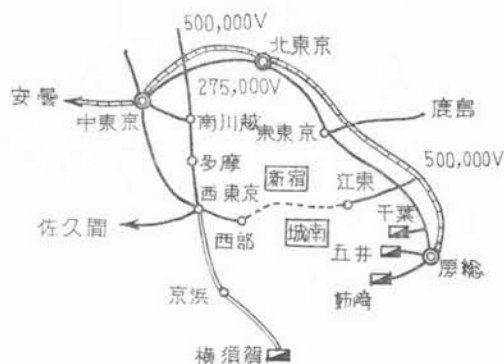 500,000V
北東京
安曇
275,000V
中東京
南川越
東東京
鹿島
多摩
新宿
江東
500,000V
西東京
佐久間
西部
城南
千葉
五井
房総
姉崎
京浜
横須賀